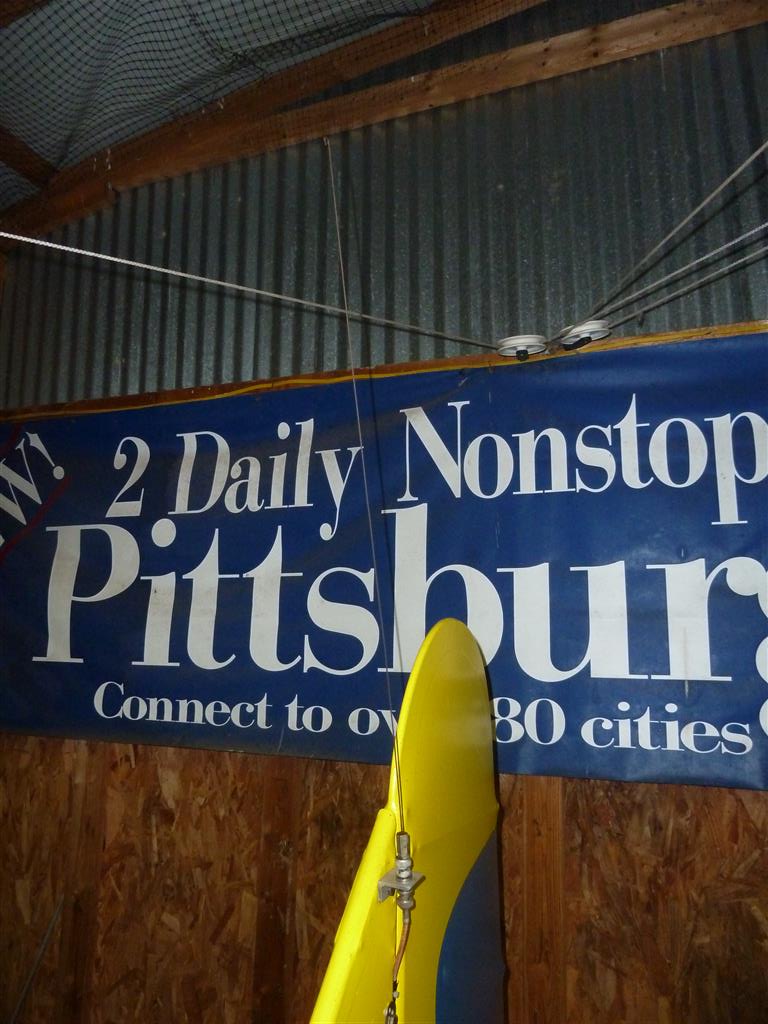 W!
2 Daily Nonstop
Pittsbur
Connect to ov 80 cities